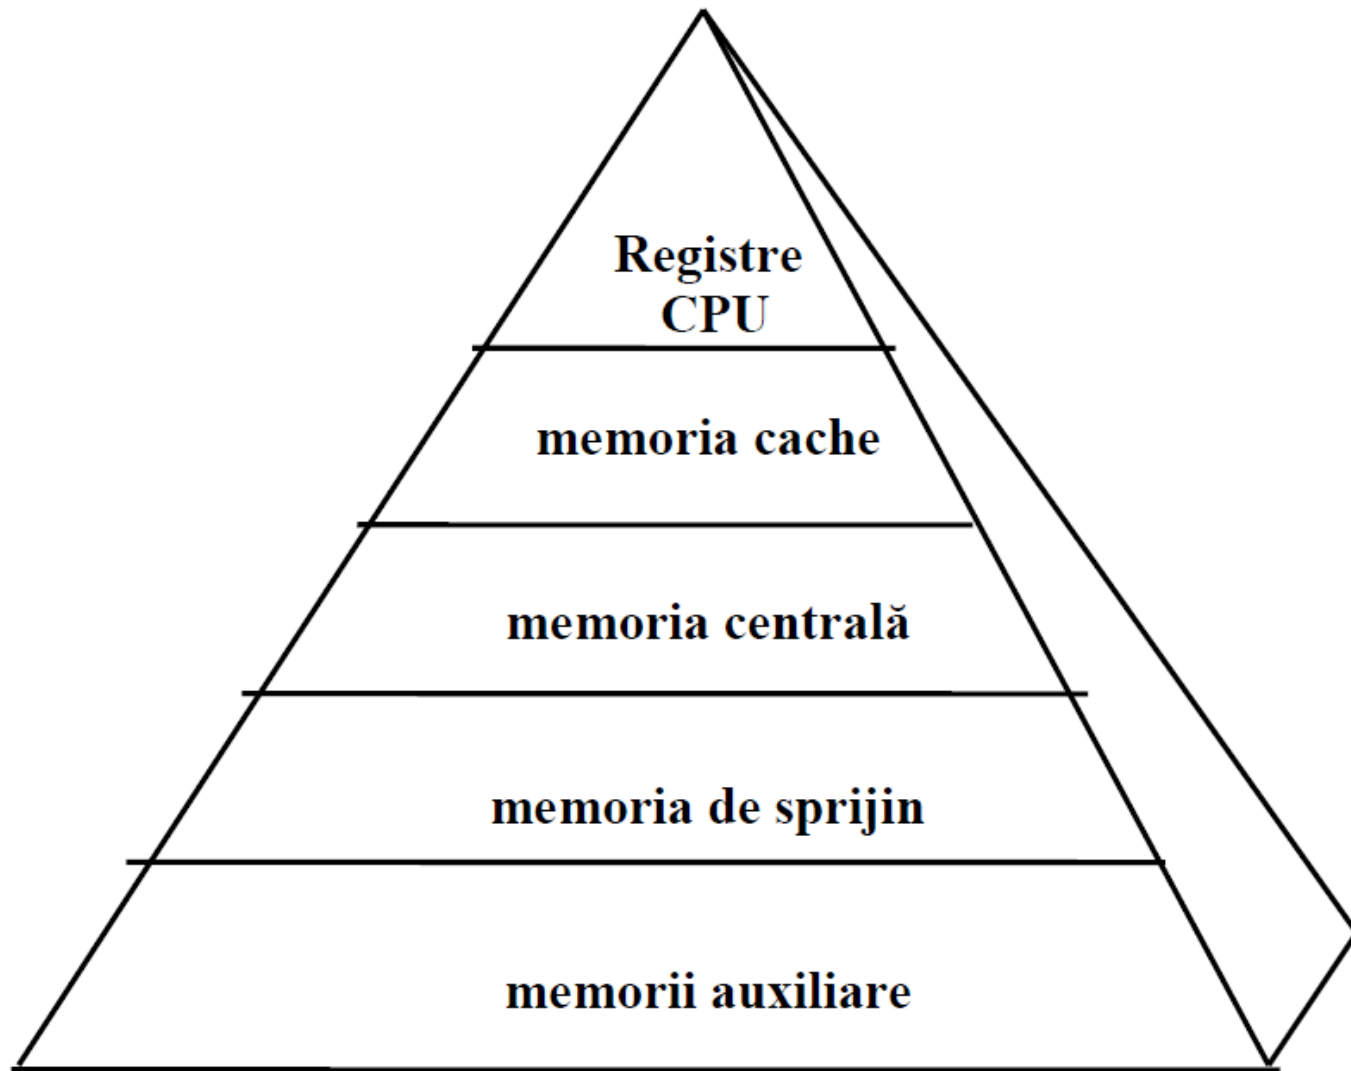 Registre
CPU
memoria cache
memoria centrală
memoria de sprijin
memorii auxiliare